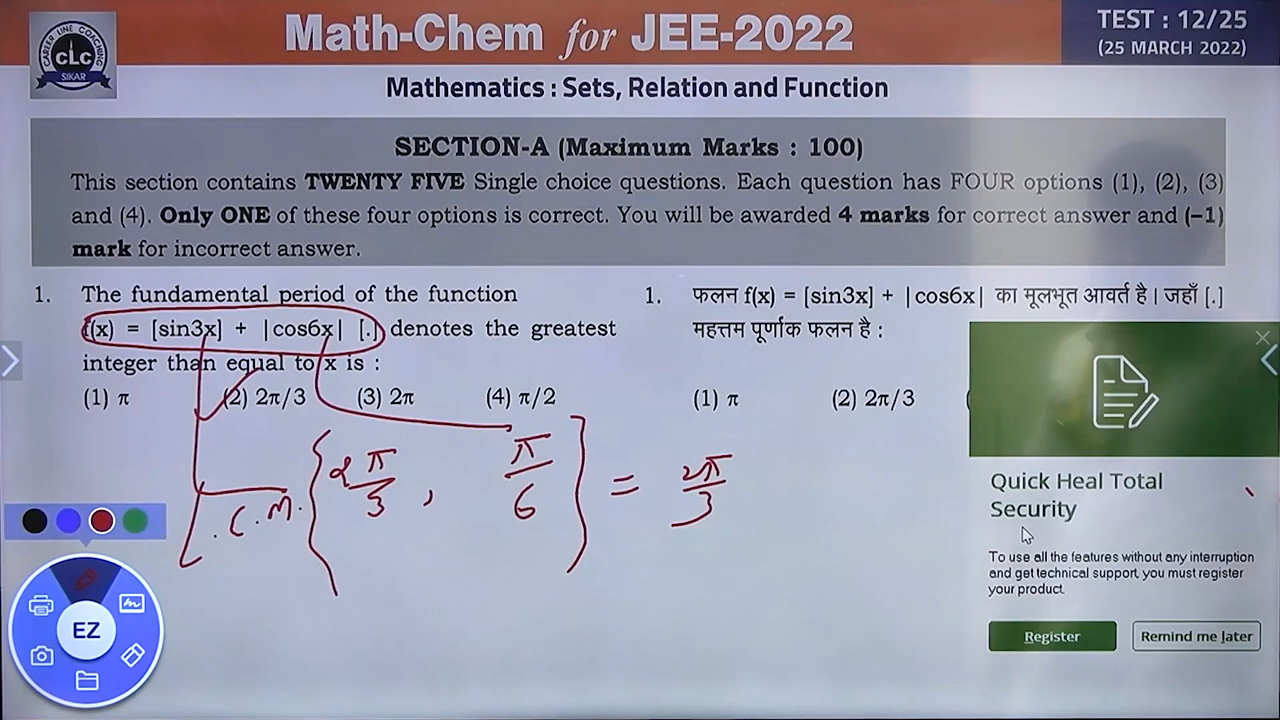 CAREER LINE COACHING
CLC
SIKAR
Math-Chem for JEE-2022
TEST : 12/25
(25 MARCH 2022)
Mathematics : Sets, Relation and Function
SECTION-A (Maximum Marks : 100)
This section contains TWENTY FIVE Single choice questions. Each question has FOUR options (1), (2), (3)
and (4). Only ONE of these four options is correct. You will be awarded 4 marks for correct answer and (−1)
mark for incorrect answer.
1. The fundamental period of the function
f(x) = [sin3x] + |cos6x| [.] denotes the greatest
integer than equal to x is :
(1) π (2) 2π/3 (3) 2π (4) π/2
1. फलन f(x) = [sin3x] + |cos6x| का मूलभूत आवर्त है। जहाँ [.]
महत्तम पूर्णांक फलन है :
(1) π (2) 2π/3
L.C.M. { 2π/3 , π/6 } = 2π/3
EZ
Quick Heal Total
Security
To use all the features without any interruption
and get technical support, you must register
your product.
Register
Remind me later